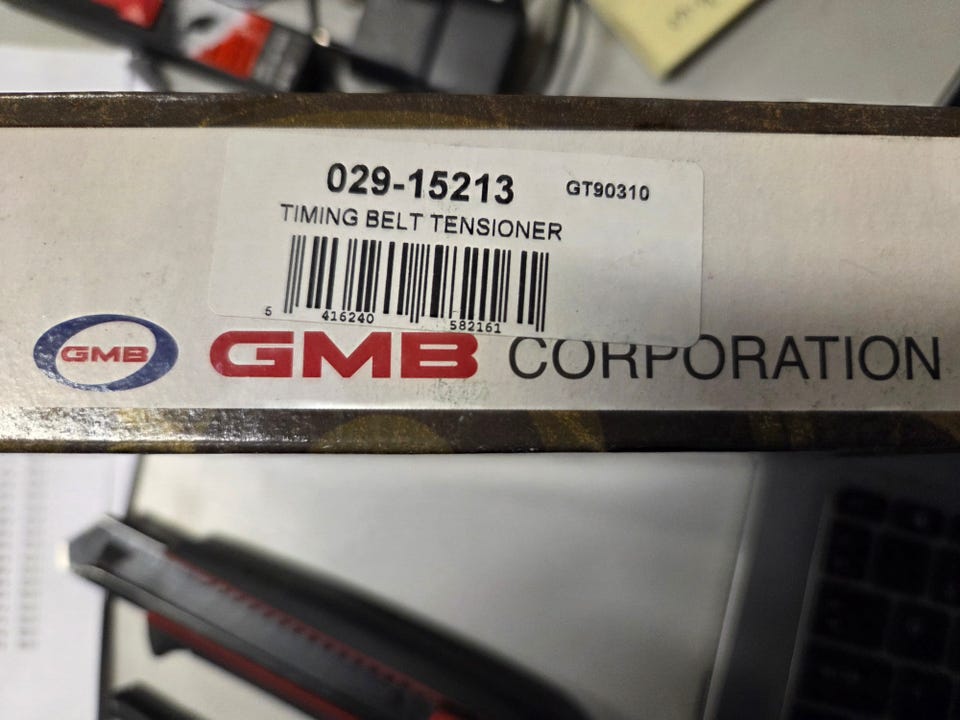 029-15213 GT90310
TIMING BELT TENSIONER
5 416240 582161
GMB GMB CORPORATION